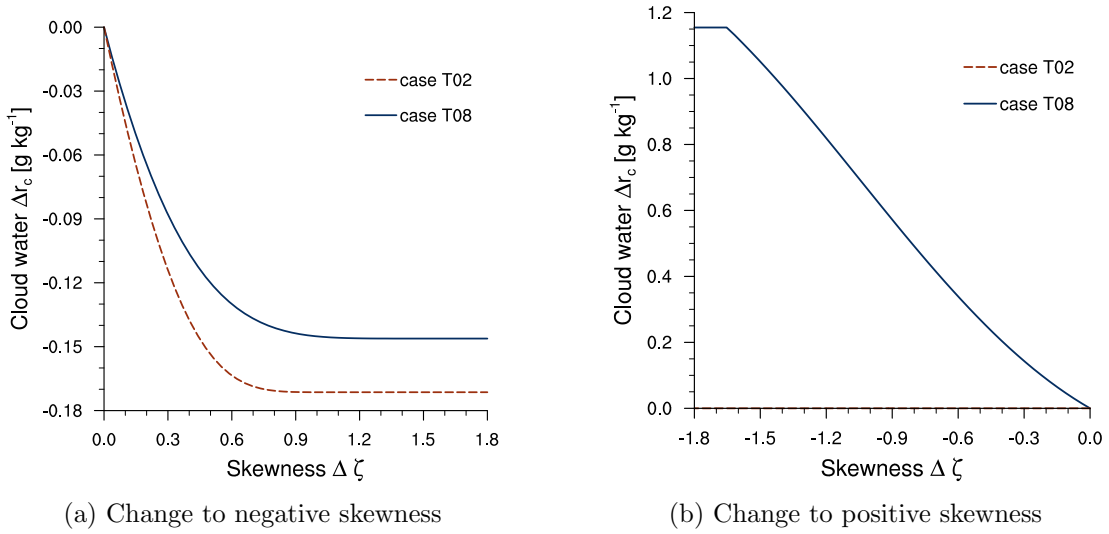 0.00
-0.03
-0.06
-0.09
-0.12
-0.15
-0.18
Cloud water Δr_c [g kg⁻¹]
case T02
case T08
0.0 0.3 0.6 0.9 1.2 1.5 1.8
Skewness Δ ζ
(a) Change to negative skewness
1.2
1.0
0.8
0.6
0.4
0.2
0.0
Cloud water Δr_c [g kg⁻¹]
case T02
case T08
-1.8 -1.5 -1.2 -0.9 -0.6 -0.3 0.0
Skewness Δ ζ
(b) Change to positive skewness